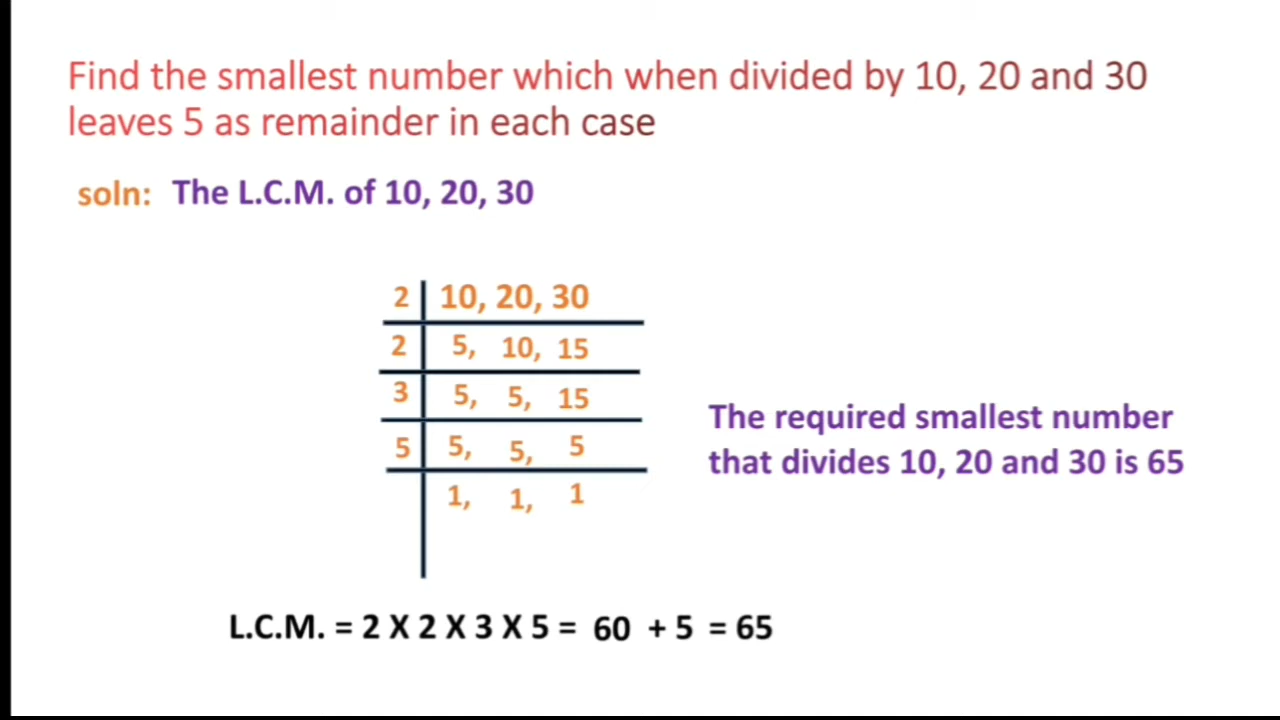 Find the smallest number which when divided by 10, 20 and 30
leaves 5 as remainder in each case
soln: The L.C.M. of 10, 20, 30
2 10, 20, 30
2 5, 10, 15
3 5, 5, 15
5 5, 5, 5
1, 1, 1
The required smallest number
that divides 10, 20 and 30 is 65
L.C.M. = 2 X 2 X 3 X 5 = 60 + 5 = 65